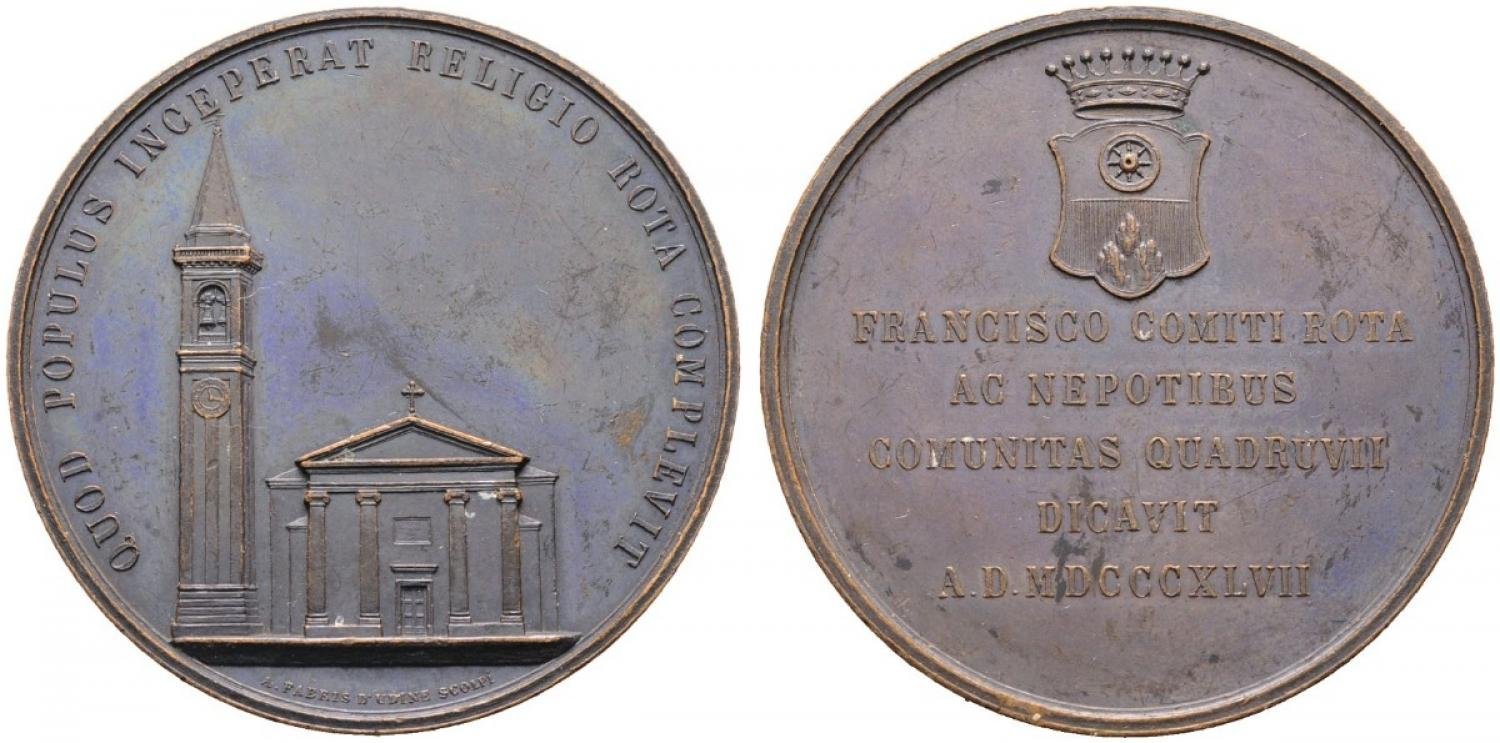 QUOD POPULUS INCEPERAT RELIGIO ROTA COMPLEVIT
A. FABRIS D'UDINE SCOLPI
FRANCISCO COMITI ROTA
AC NEPOTIBUS
COMUNITAS QUADRUVII
DICAVIT
A.D.MDCCCXLVII